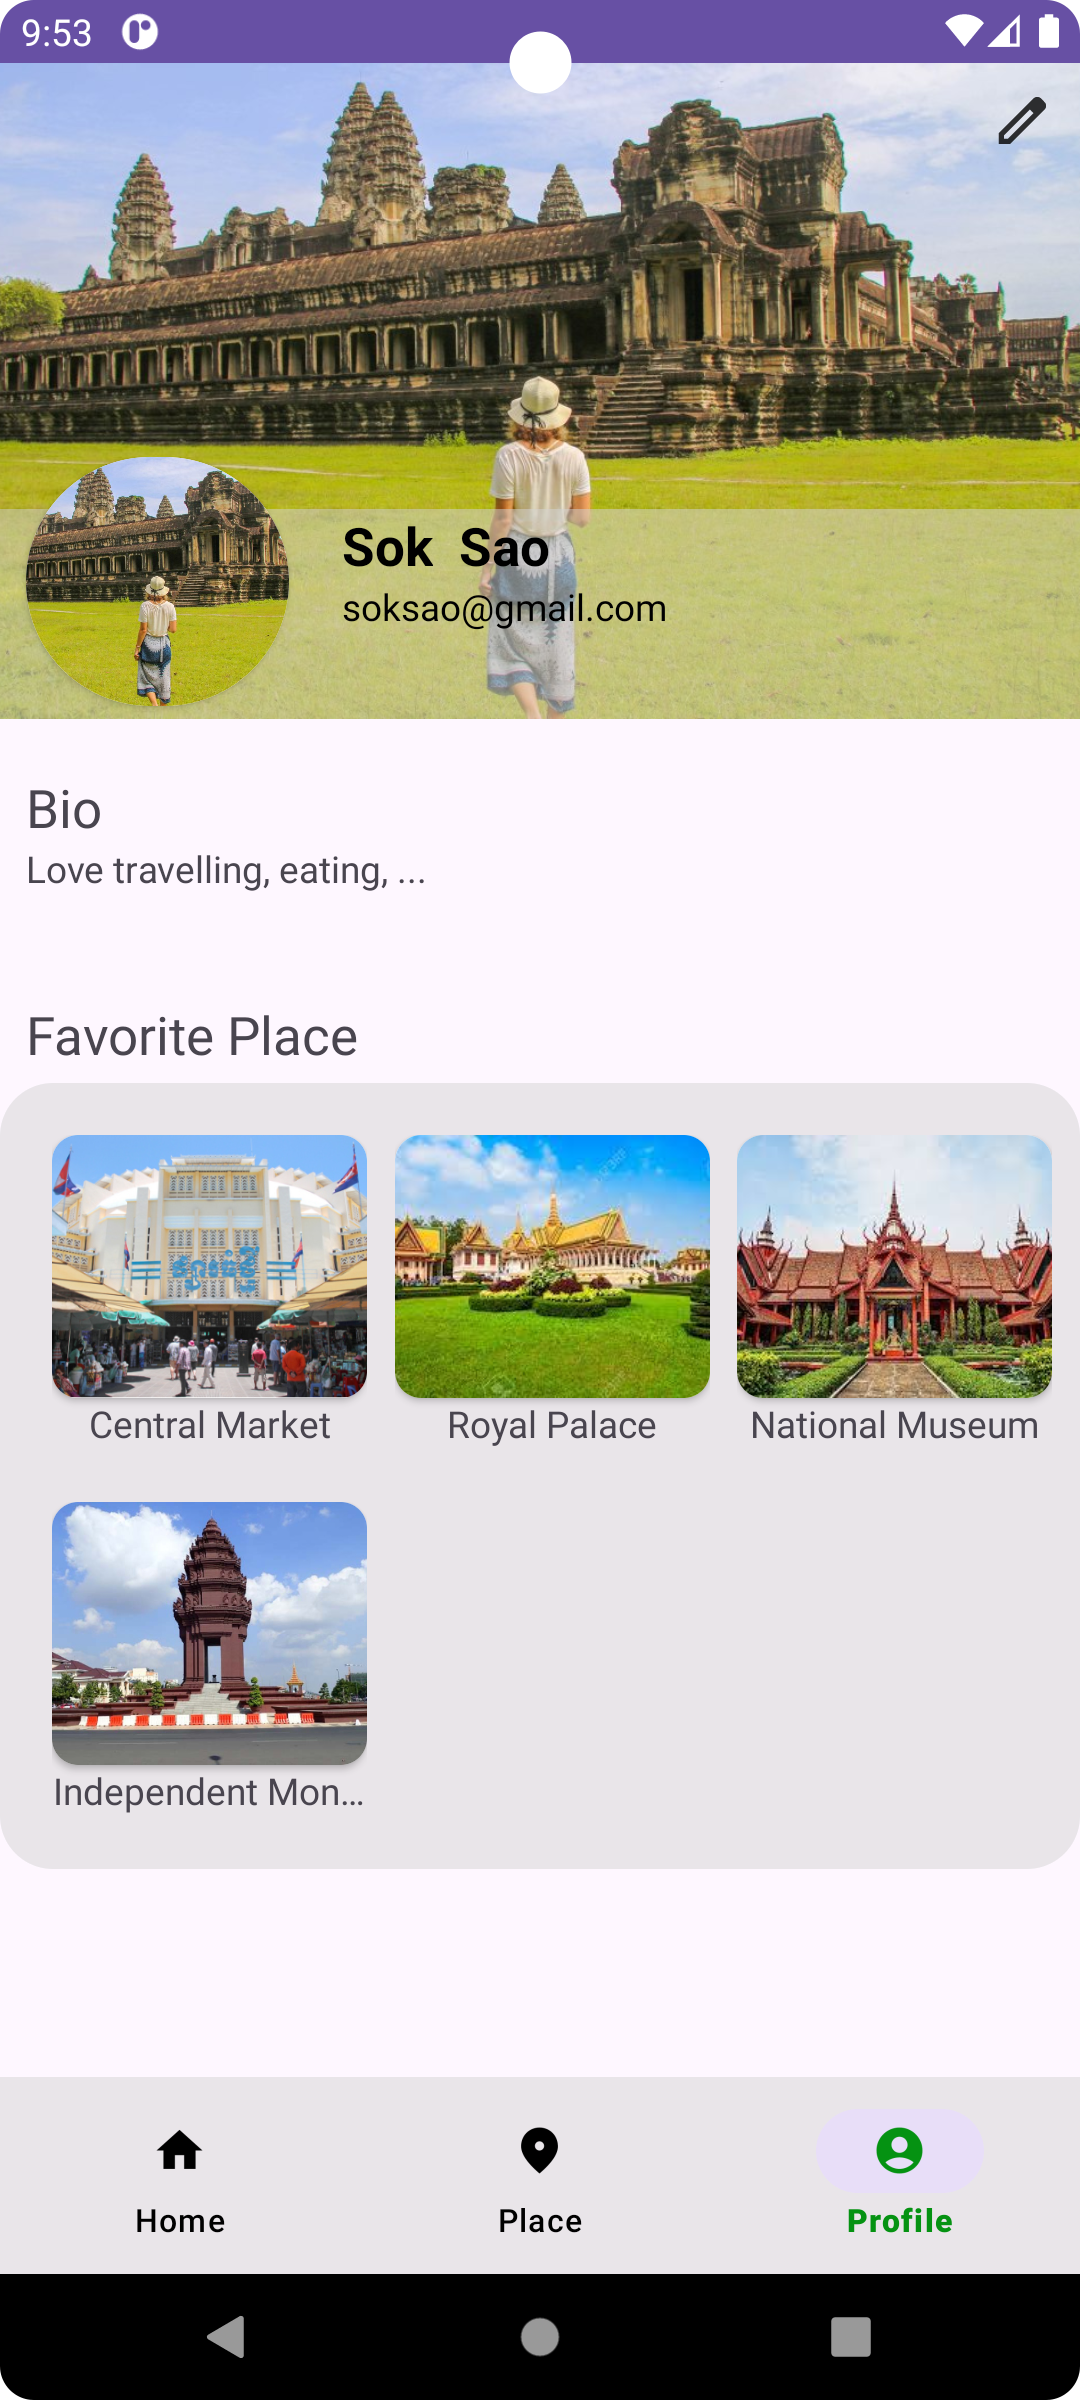 9:53
Sok Sao
soksao@gmail.com
Bio
Love travelling, eating, ...
Favorite Place
Central Market
Royal Palace
National Museum
Independent Mon...
Home
Place
Profile